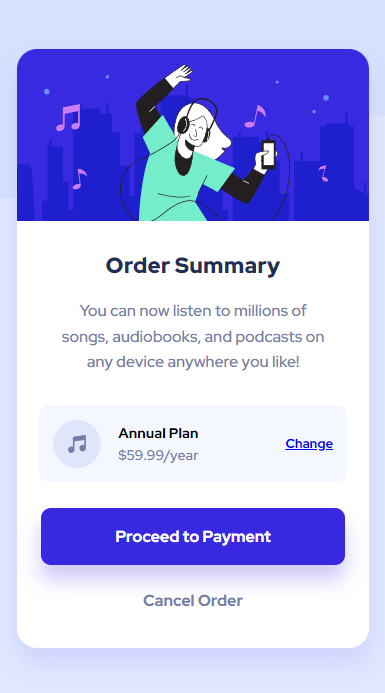 Order Summary
You can now listen to millions of
songs, audiobooks, and podcasts on
any device anywhere you like!
Annual Plan
$59.99/year
Change
Proceed to Payment
Cancel Order